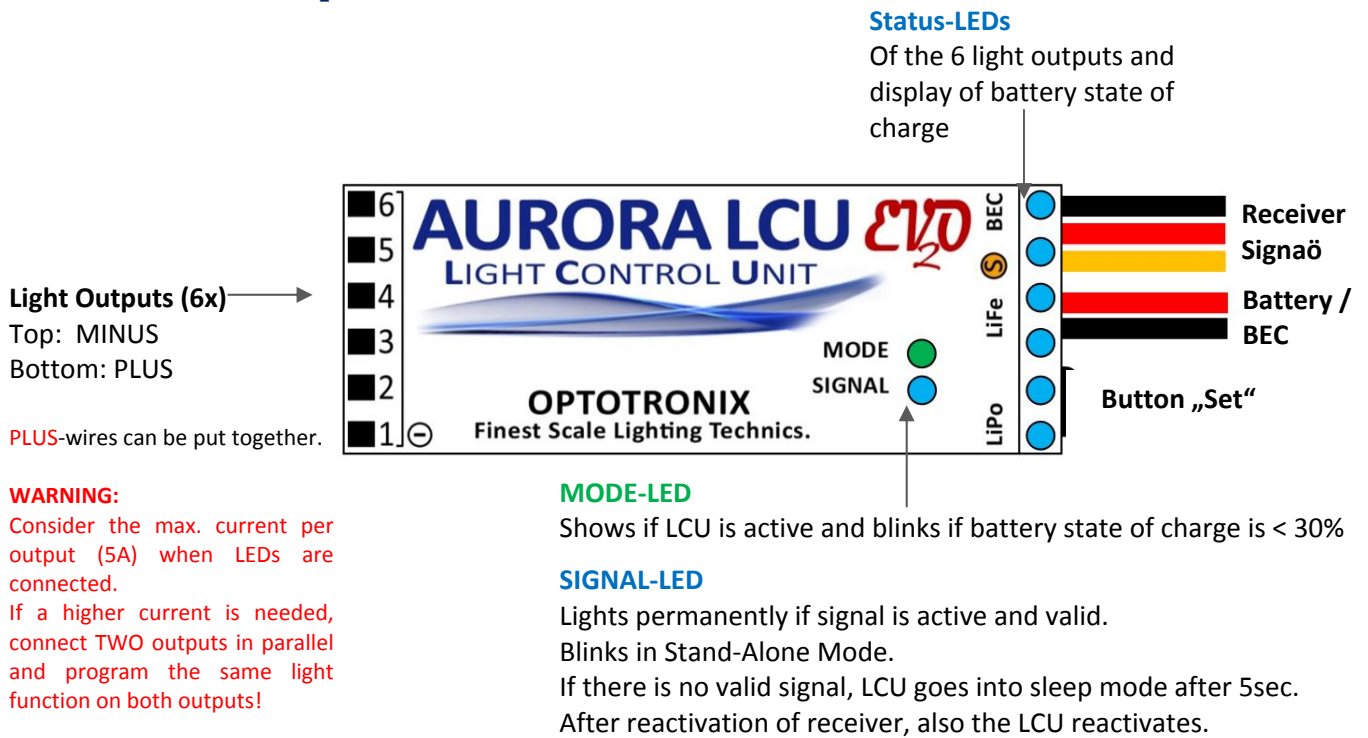 Status-LEDs
Of the 6 light outputs and
display of battery state of
charge
Light Outputs (6x)
Top: MINUS
Bottom: PLUS
PLUS-wires can be put together.
WARNING:
Consider the max. current per
output (5A) when LEDs are
connected.
If a higher current is needed,
connect TWO outputs in parallel
and program the same light
function on both outputs!
6
5
4
3
2
1
AURORA LCU EVO
2
LIGHT CONTROL UNIT
MODE
SIGNAL
OPTOTRONIX
Finest Scale Lighting Technics.
BEC
S
LiFe
LiPo
Receiver
Signaö
Battery /
BEC
Button „Set“
MODE-LED
Shows if LCU is active and blinks if battery state of charge is < 30%
SIGNAL-LED
Lights permanently if signal is active and valid.
Blinks in Stand-Alone Mode.
If there is no valid signal, LCU goes into sleep mode after 5sec.
After reactivation of receiver, also the LCU reactivates.